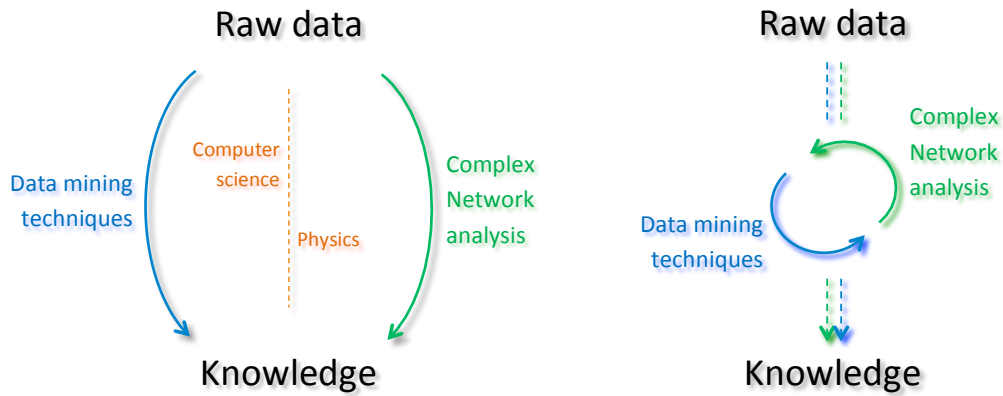 Raw data
Computer
science
Data mining
techniques
Physics
Complex
Network
analysis
Knowledge
Raw data
Complex
Network
analysis
Data mining
techniques
Knowledge